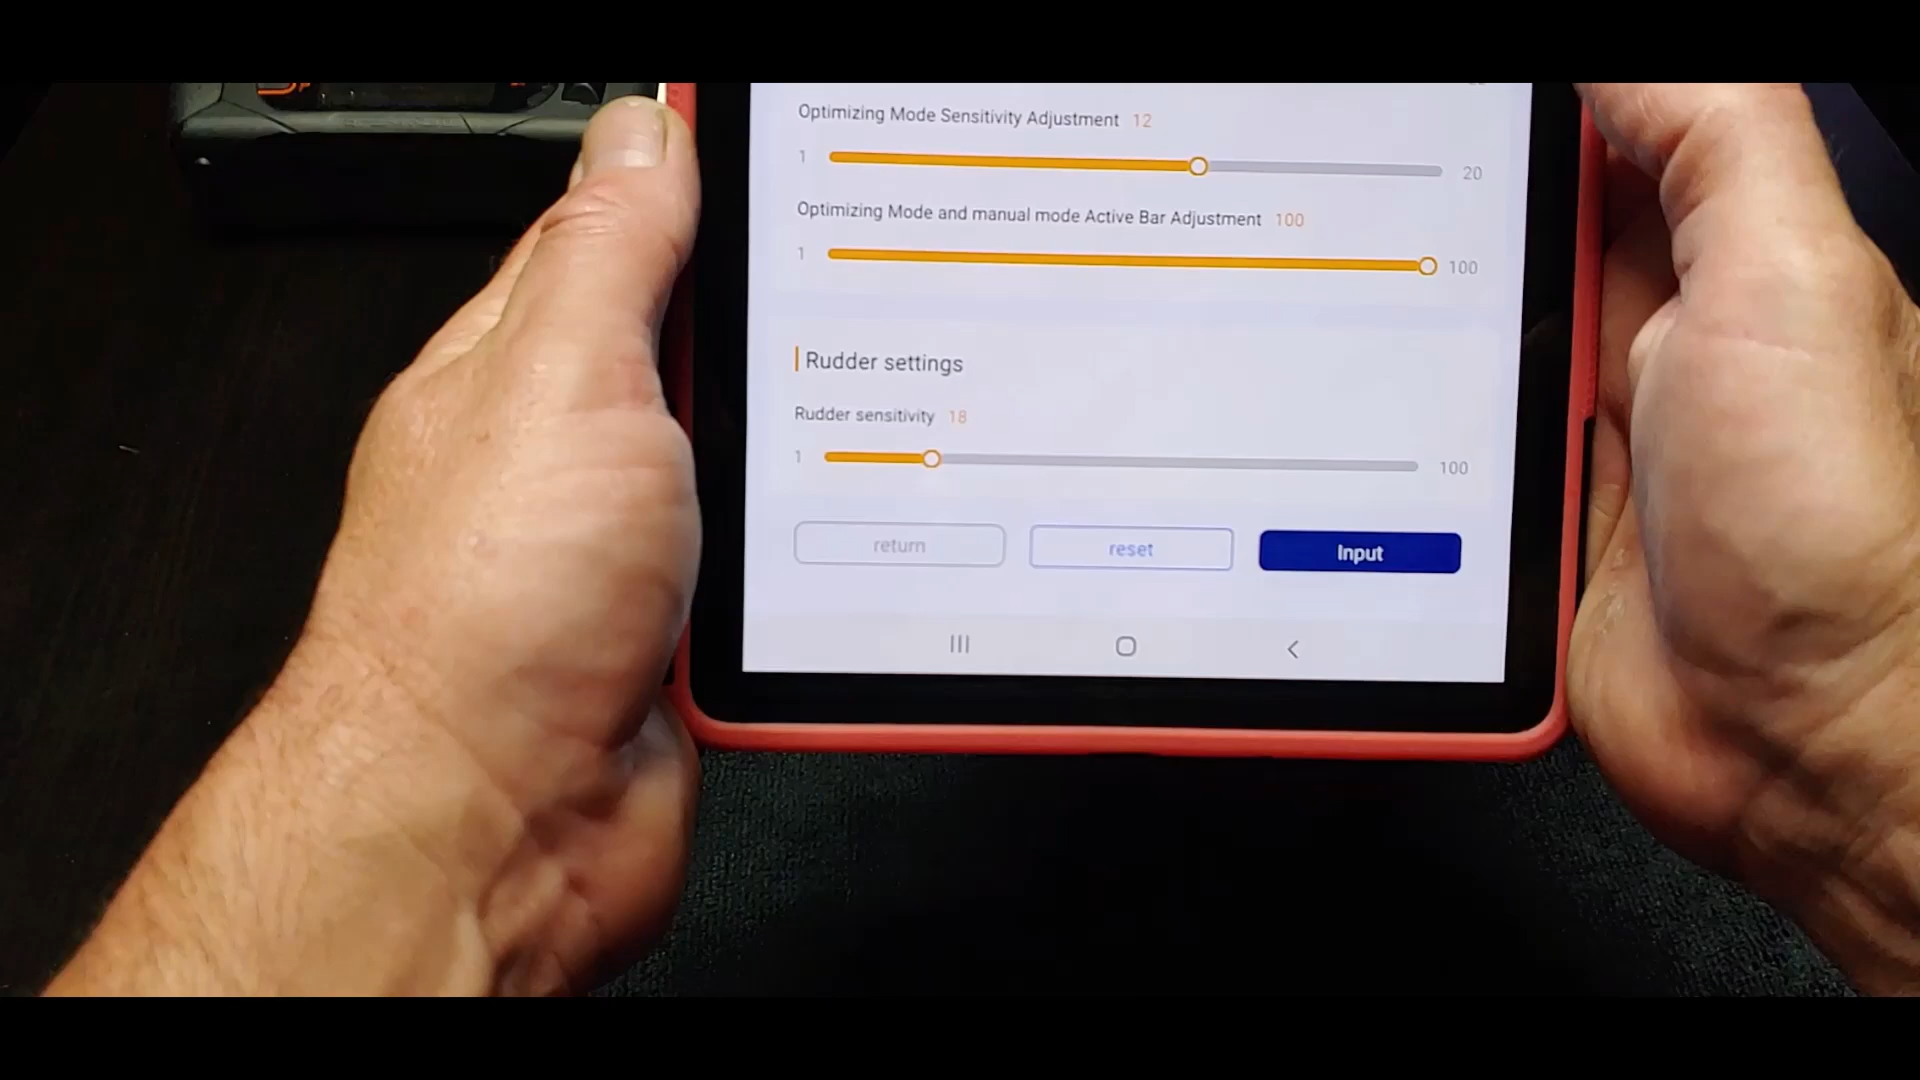 Optimizing Mode Sensitivity Adjustment 12
1 20
Optimizing Mode and manual mode Active Bar Adjustment 100
1 100
Rudder settings
Rudder sensitivity 18
1 100
return reset Input